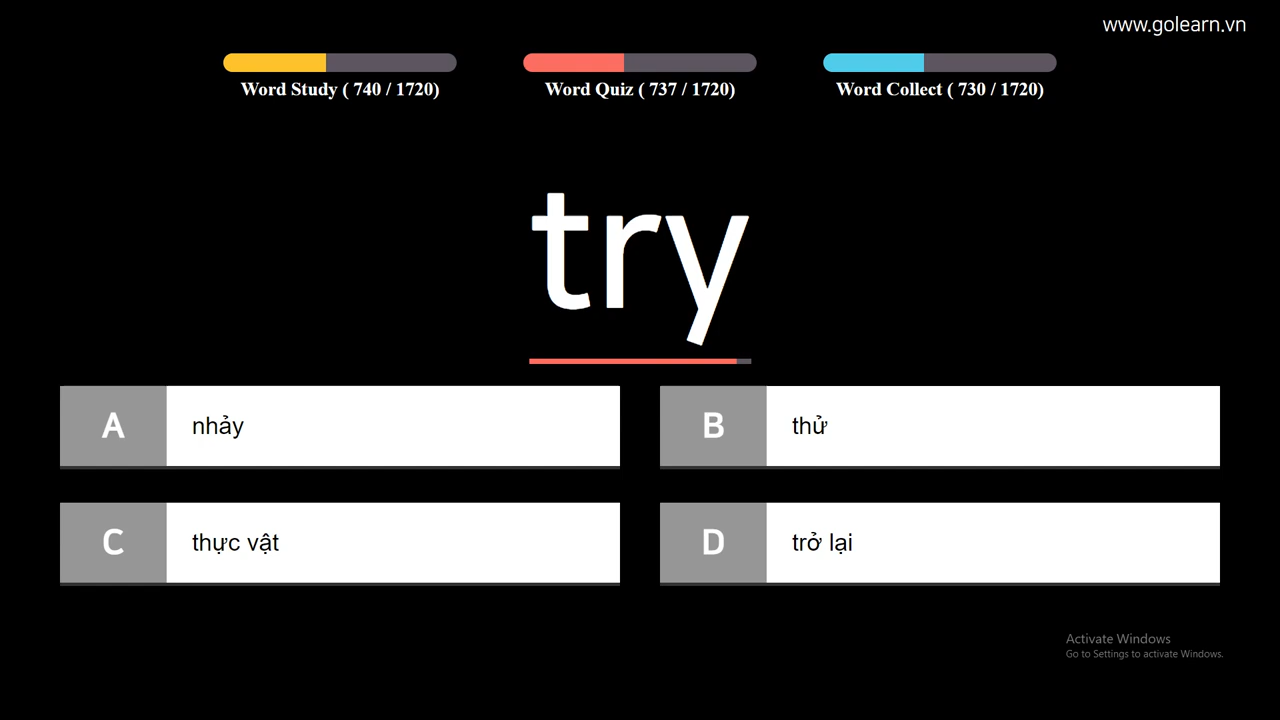 www.golearn.vn
Word Study ( 740 / 1720)
Word Quiz ( 737 / 1720)
Word Collect ( 730 / 1720)
try
A nhảy
B thử
C thực vật
D trở lại
Activate Windows
Go to Settings to activate Windows.